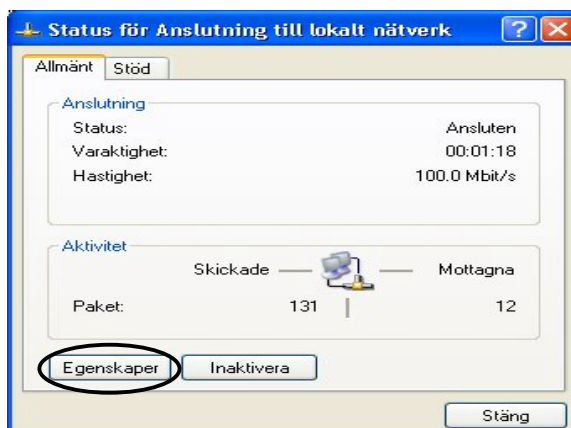 Status för Anslutning till lokalt nätverk
Allmänt Stöd
Anslutning
Status: Ansluten
Varaktighet: 00:01:18
Hastighet: 100.0 Mbit/s
Aktivitet
Skickade Mottagna
Paket: 131 12
Egenskaper Inaktivera
Stäng